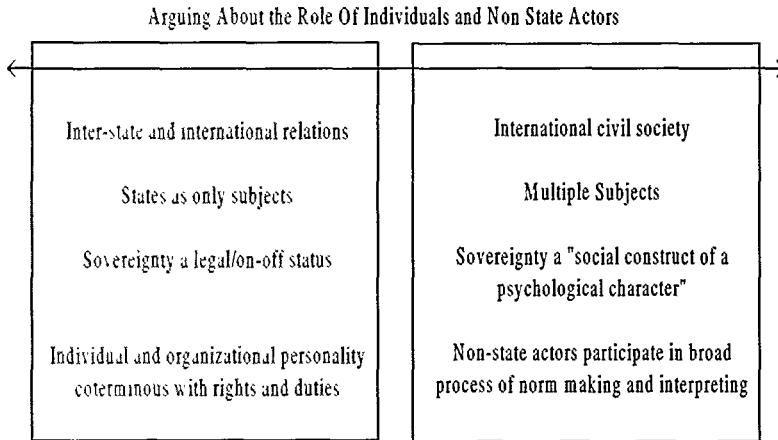 Arguing About the Role Of Individuals and Non State Actors
Inter-state and international relations
States as only subjects
Sovereignty a legal/on-off status
Individual and organizational personality
coterminous with rights and duties
International civil society
Multiple Subjects
Sovereignty a "social construct of a
psychological character"
Non-state actors participate in broad
process of norm making and interpreting